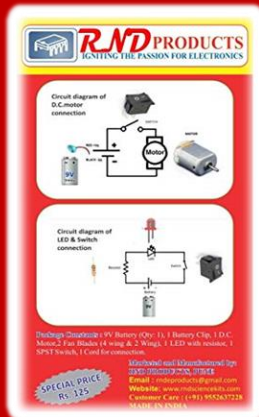 RND PRODUCTS
IGNITING THE PASSION FOR ELECTRONICS
Circuit diagram of
D.C.motor
connection
SWITCH
MOTOR
Motor
9V
Circuit diagram of
LED & Switch
connection
LED
Resistor
Switch
Battery
Package Constants : 9V Battery (Qty: 1), 1 Battery Clip, 1 D.C.
Motor,2 Fan Blades (4 wing & 2 Wing), 1 LED with resister, 1
SPST Switch, 1 Cord for connection.
SPECIAL PRICE
Rs. 125
Marketed and Manufactured by:
RND PRODUCTS, PUNE
Email : rndeproducts@gmail.com
Website: www.rndsciencekits.com
Customer Care : (+91) 9552637228
MADE IN INDIA